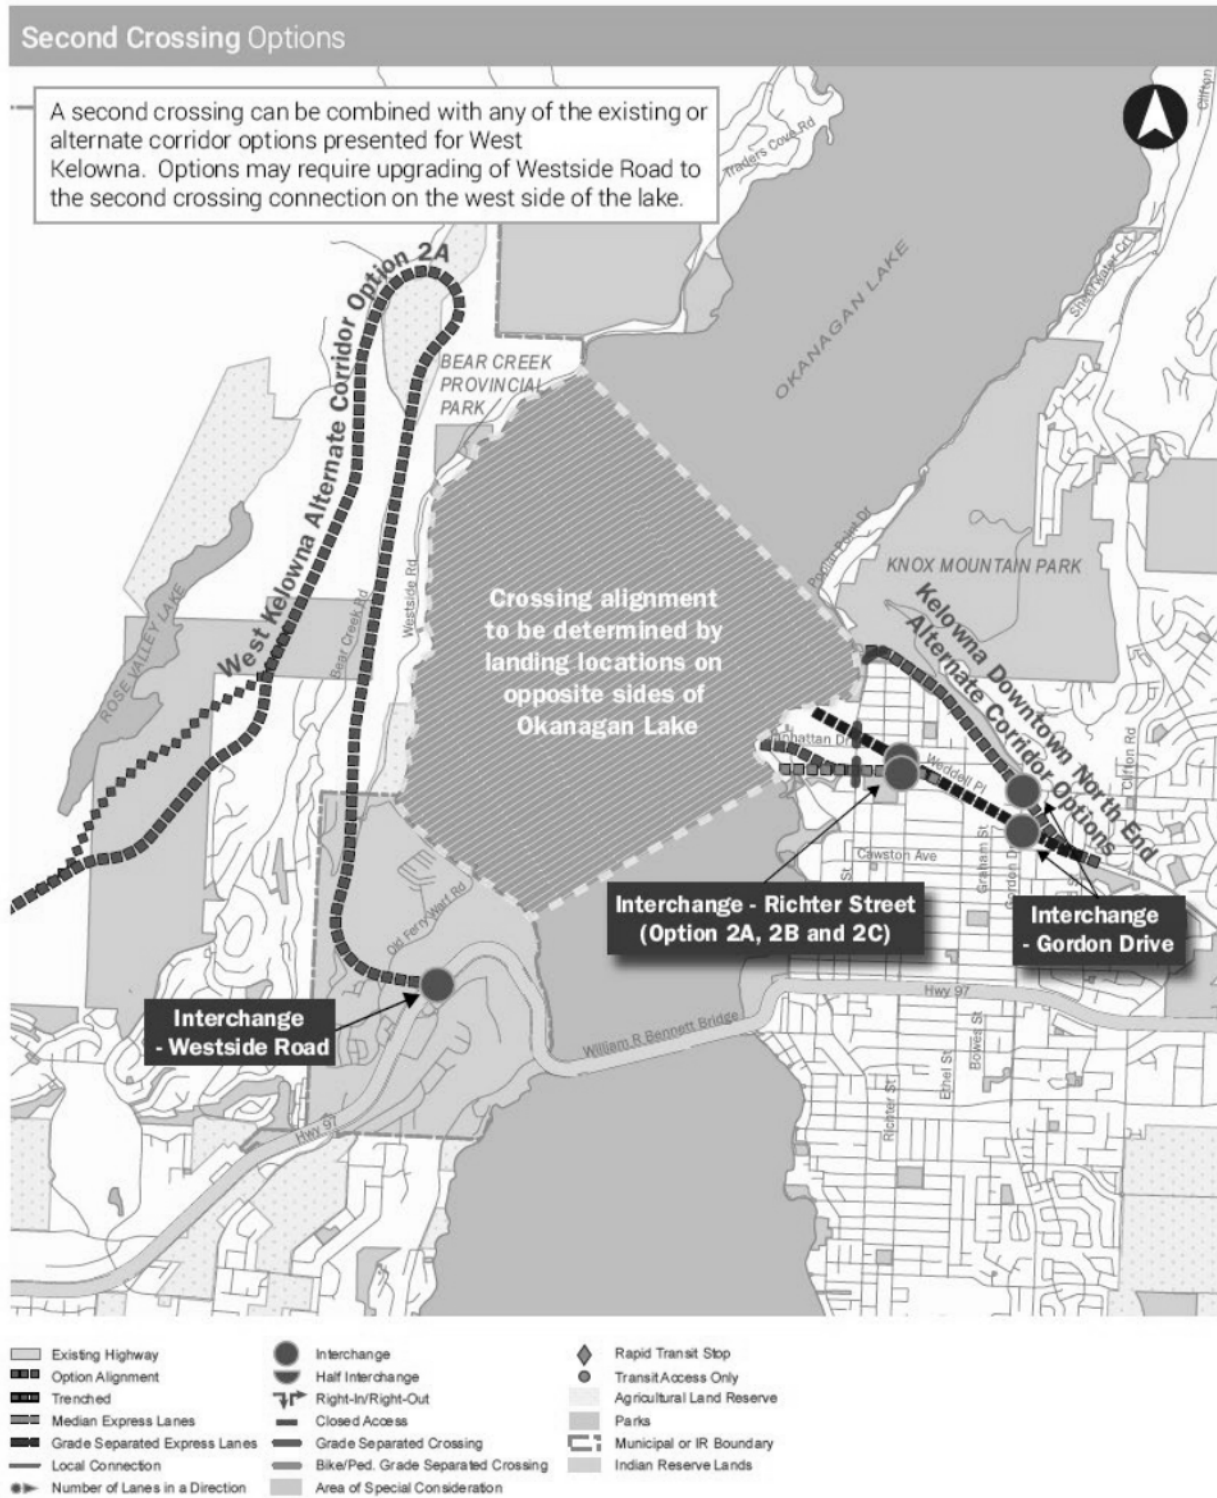 Second Crossing Options
A second crossing can be combined with any of the existing or
alternate corridor options presented for West
Kelowna. Options may require upgrading of Westside Road to
the second crossing connection on the west side of the lake.
Clifton
Traders Cove Rd
West Kelowna Alternate Corridor Option 2A
OKANAGAN LAKE
Shearwater Crt
BEAR CREEK
PROVINCIAL
PARK
Poplar Point Dr
KNOX MOUNTAIN PARK
ROSE VALLEY LAKE
Bear Creek Rd
Westside Rd
Crossing alignment
to be determined by
landing locations on
opposite sides of
Okanagan Lake
Kelowna Downtown North End
Alternate Corridor Options
Clifton Rd
Manhattan Dr
Weddell Pl
Cawston Ave
Graham St
Gordon Dr
St
Old Ferry Warf Rd
Interchange - Richter Street
(Option 2A, 2B and 2C)
Interchange
- Gordon Drive
Interchange
- Westside Road
Hwy 97
William R Bennett Bridge
Bowes St
Ethel St
Richter St
Hwy 97
Existing Highway
Option Alignment
Trenched
Median Express Lanes
Grade Separated Express Lanes
Local Connection
Number of Lanes in a Direction
Interchange
Half Interchange
Right-In/Right-Out
Closed Access
Grade Separated Crossing
Bike/Ped. Grade Separated Crossing
Area of Special Consideration
Rapid Transit Stop
Transit Access Only
Agricultural Land Reserve
Parks
Municipal or IR Boundary
Indian Reserve Lands